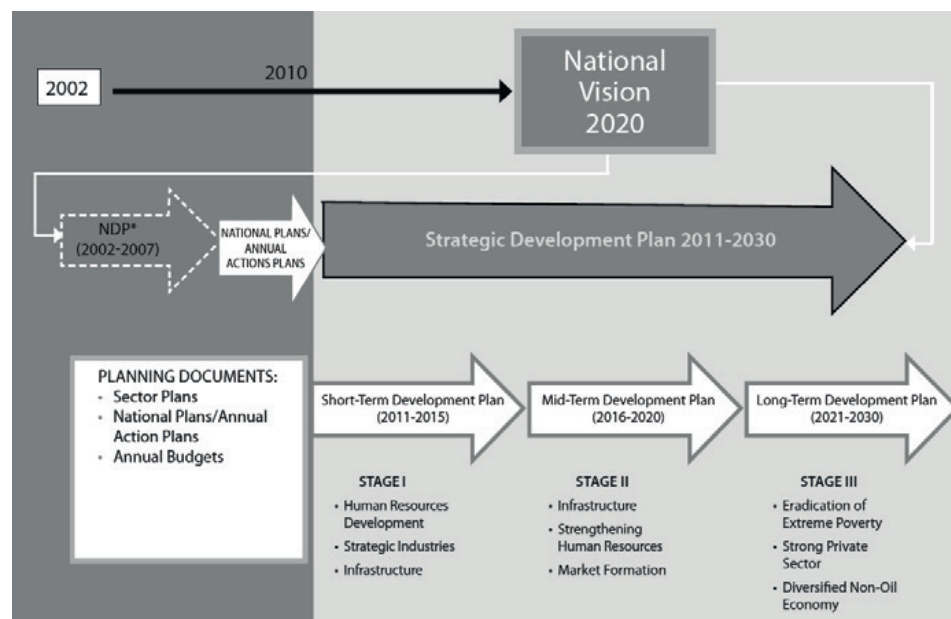 2002
2010
National
Vision
2020
NDP*
(2002-2007)
NATIONAL PLANS/
ANNUAL
ACTIONS PLANS
Strategic Development Plan 2011-2030
PLANNING DOCUMENTS:
• Sector Plans
• National Plans/Annual
Action Plans
• Annual Budgets
Short-Term Development Plan
(2011-2015)
Mid-Term Development Plan
(2016-2020)
Long-Term Development Plan
(2021-2030)
STAGE I
• Human Resources
Development
• Strategic Industries
• Infrastructure
STAGE II
• Infrastructure
• Strengthening
Human Resources
• Market Formation
STAGE III
• Eradication of
Extreme Poverty
• Strong Private
Sector
• Diversified Non-Oil
Economy